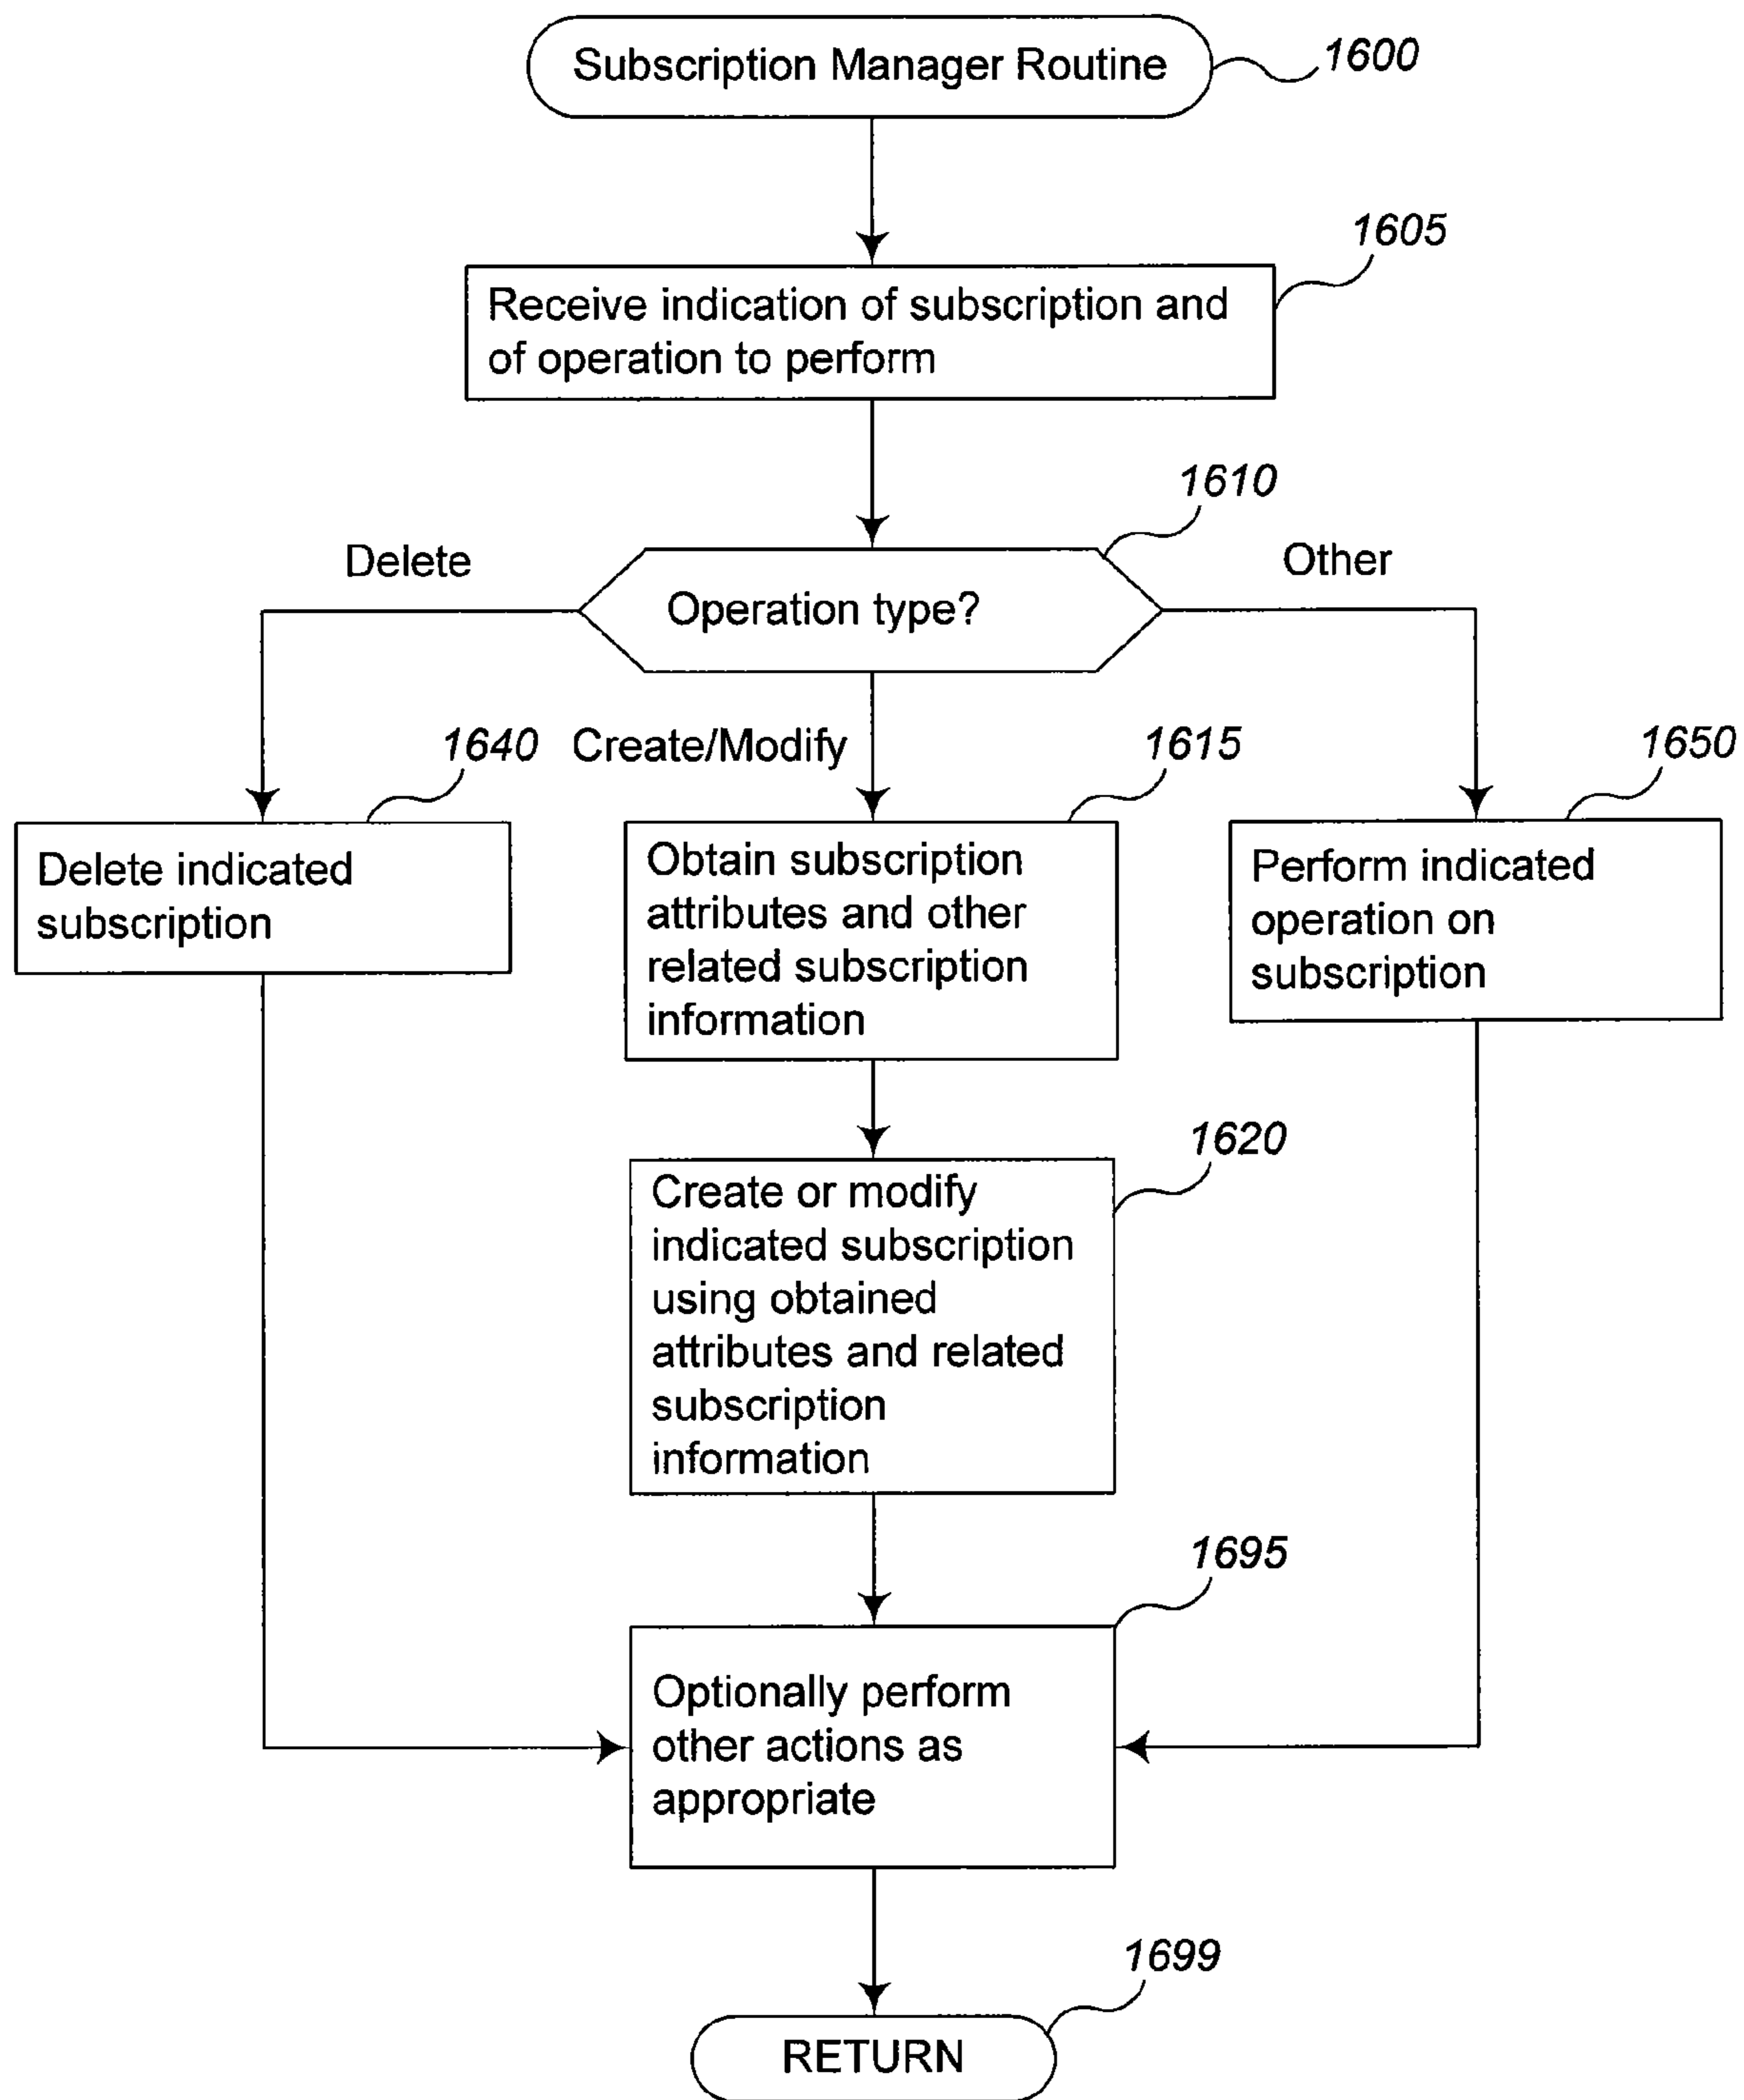 Subscription Manager Routine
1600
1605
Receive indication of subscription and
of operation to perform
1610
Delete
Other
Operation type?
1640
Create/Modify
1615
1650
Delete indicated
subscription
Obtain subscription
attributes and other
related subscription
information
Perform indicated
operation on
subscription
1620
Create or modify
indicated subscription
using obtained
attributes and related
subscription
information
1695
Optionally perform
other actions as
appropriate
1699
RETURN